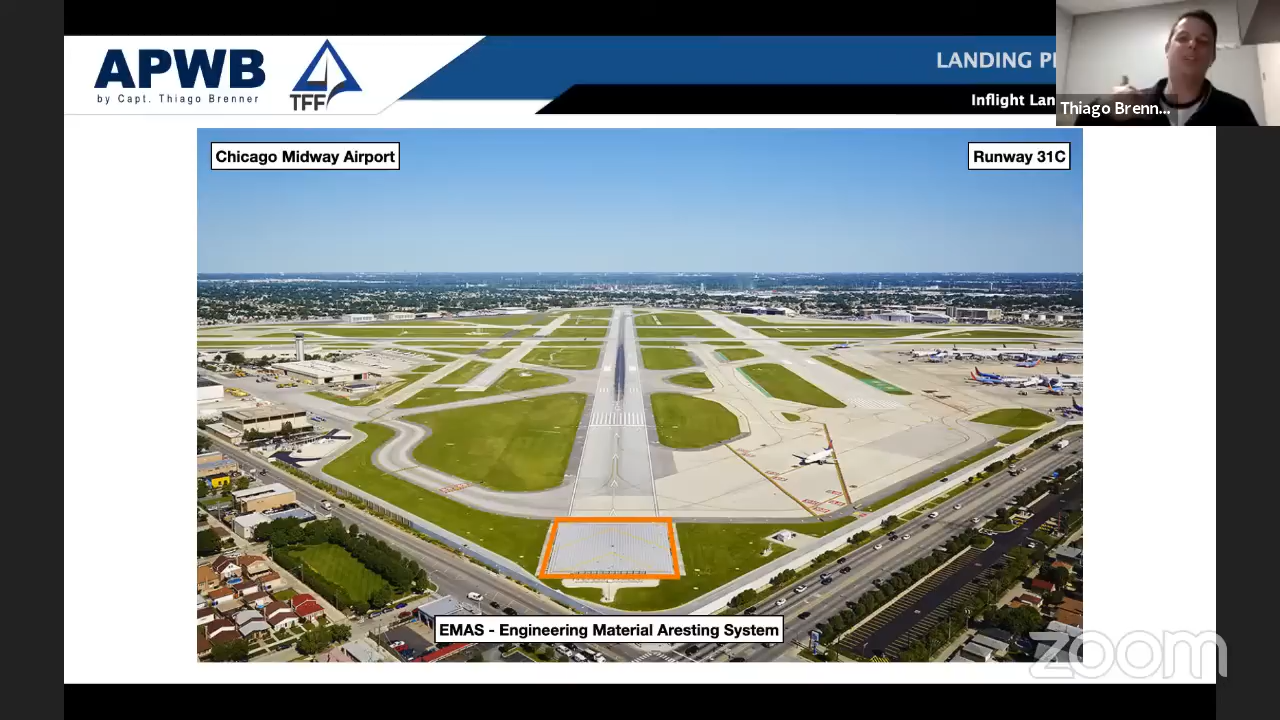 APWB
by Capt. Thiago Brenner
TFF
LANDING
Inflight
Thiago Brenn...
Chicago Midway Airport
Runway 31C
EMAS - Engineering Material Aresting System
zoom